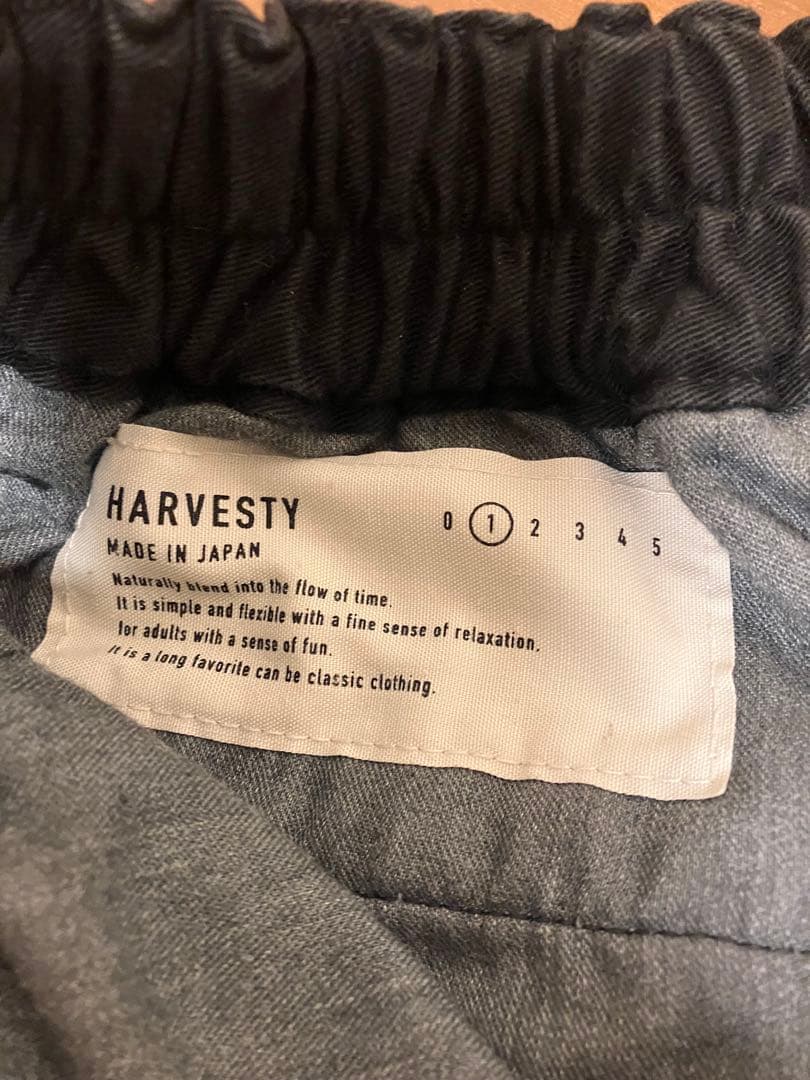 HARVESTY
0 1 2 3 4 5
MADE IN JAPAN
Naturally blend into the flow of time.
It is simple and flezible with a fine sense of relaxation.
for adults with a sense of fun.
It is a long favorite can be classic clothing.